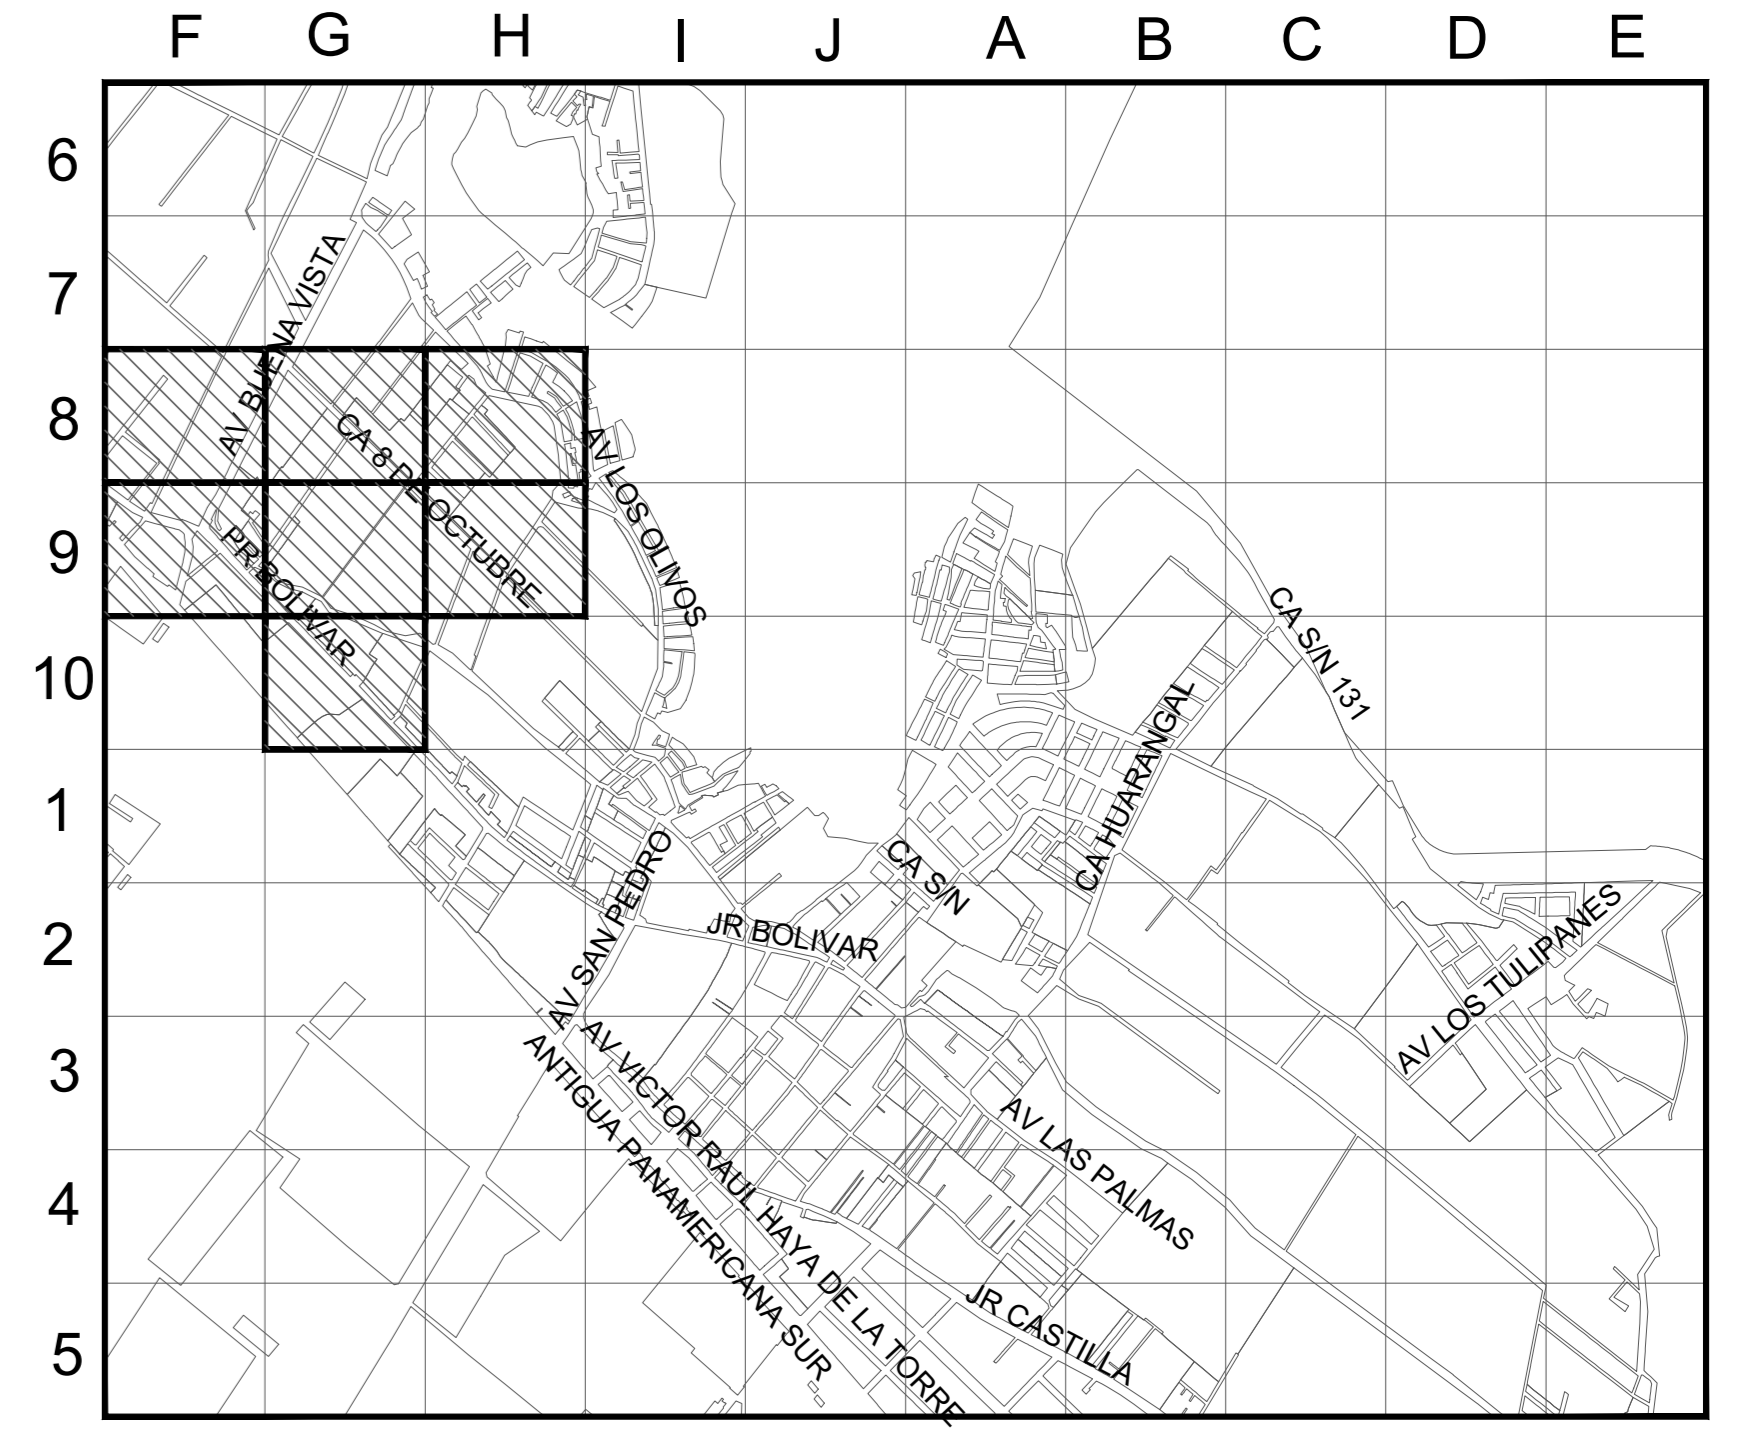 F G H I J A B C D E
6
7
8
9
10
1
2
3
4
5
AV BUENA VISTA
CA 8 DE OCTUBRE
AV LOS OLIVOS
PR BOLIVAR
CA S/N 131
CA HUARANGAL
AV SAN PEDRO
CA S/N
JR BOLIVAR
AV LOS TULIPANES
AV VICTOR RAUL HAYA DE LA TORRE
ANTIGUA PANAMERICANA SUR
AV LAS PALMAS
JR CASTILLA